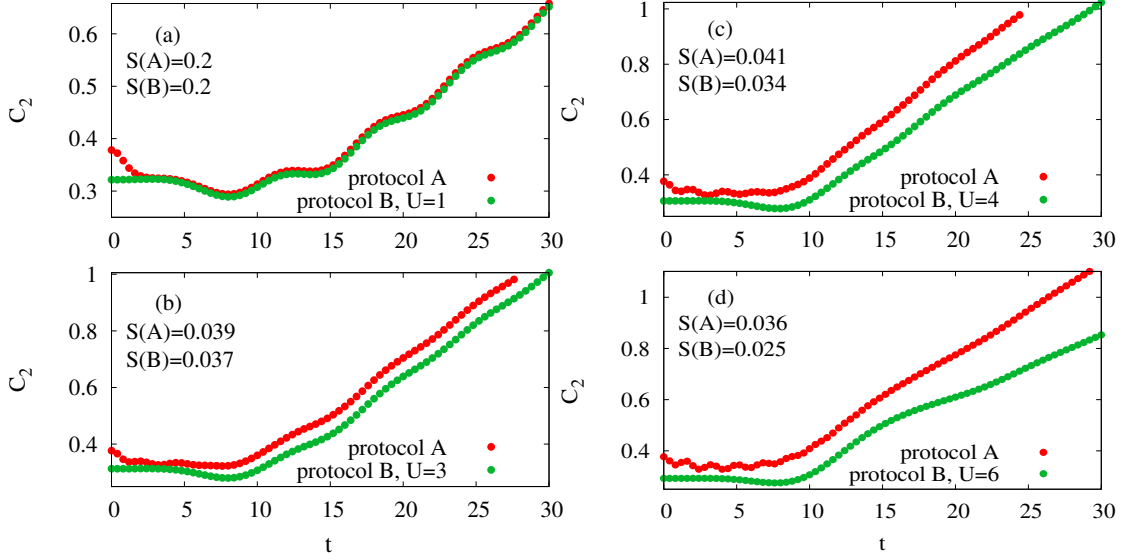 0.6
0.5
0.4
0.3
C2
(a)
S(A)=0.2
S(B)=0.2
protocol A
protocol B, U=1
0 5 10 15 20 25 30
1
0.8
0.6
0.4
C2
(c)
S(A)=0.041
S(B)=0.034
protocol A
protocol B, U=4
0 5 10 15 20 25 30
1
0.8
0.6
0.4
C2
(b)
S(A)=0.039
S(B)=0.037
protocol A
protocol B, U=3
0 5 10 15 20 25 30
t
1
0.8
0.6
0.4
C2
(d)
S(A)=0.036
S(B)=0.025
protocol A
protocol B, U=6
0 5 10 15 20 25 30
t